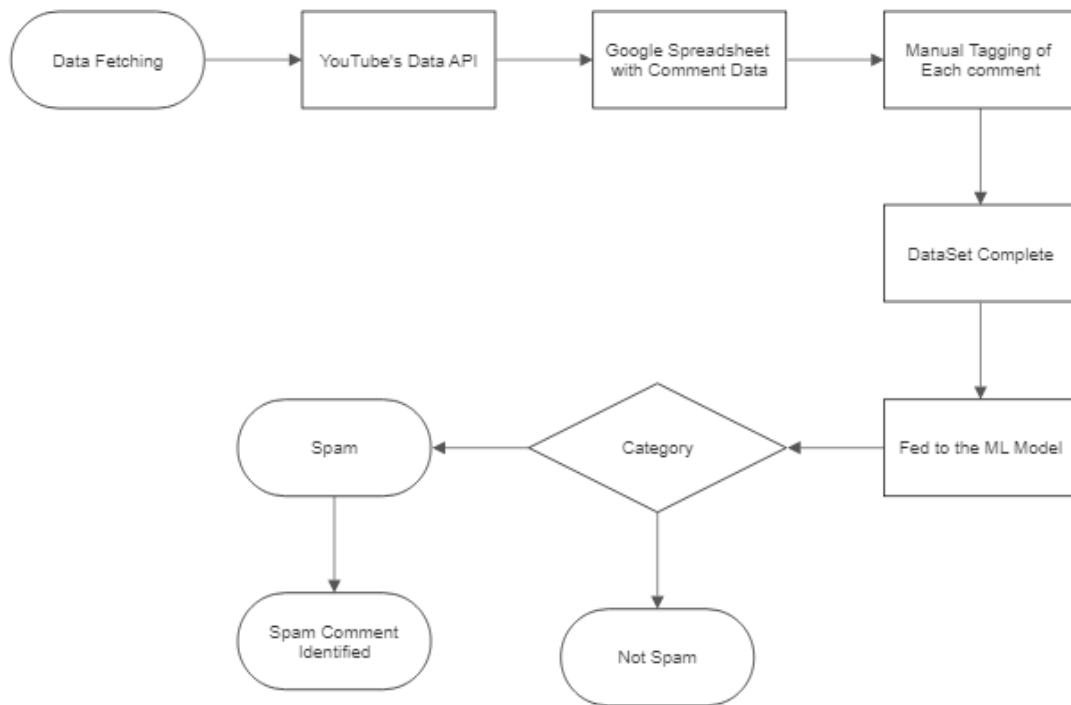 Data Fetching
YouTube's Data API
Google Spreadsheet
with Comment Data
Manual Tagging of
Each comment
DataSet Complete
Fed to the ML Model
Category
Spam
Spam Comment
Identified
Not Spam